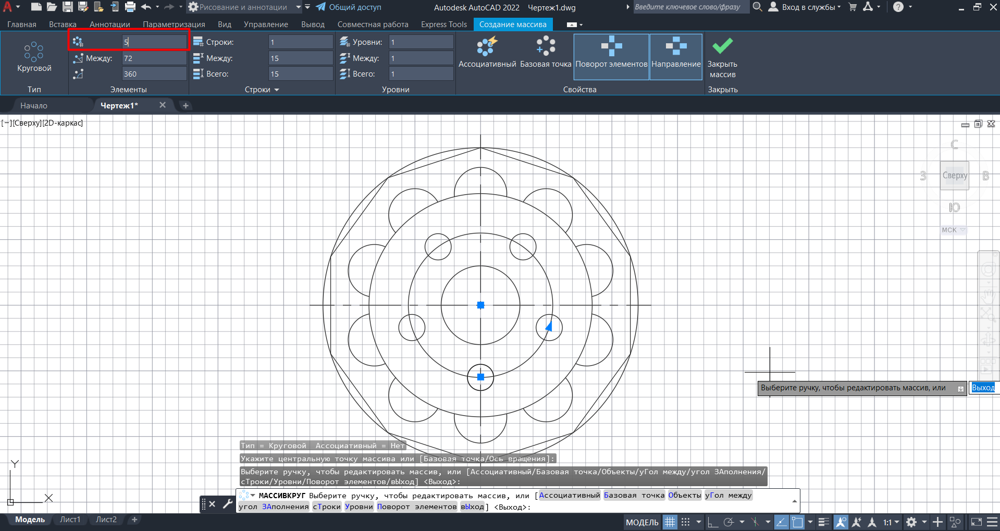 Рисование и аннотации
Общий доступ
Autodesk AutoCAD 2022 Чертеж1.dwg
Введите ключевое слово/фразу
Вход в службы
Главная Вставка Аннотации Параметризация Вид Управление Вывод Совместная работа Express Tools Создание массива
5 Строки: 1 Уровни: 1
Между: 72 Между: 15 Между: 1
360 Всего: 15 Всего: 1
Круговой
Ассоциативный Базовая точка Поворот элементов Направление Закрыть массив
Тип Элементы Строки Уровни Свойства Закрыть
Начало Чертеж1*
[−][Сверху][2D-каркас]
С
З Сверху В
Ю
МСК
Выберите ручку, чтобы редактировать массив, или Выход
Тип = Круговой Ассоциативный = Нет
Укажите центральную точку массива или [Базовая точка/Ось вращения]:
Выберите ручку, чтобы редактировать массив, или [Ассоциативный/Базовая точка/Объекты/уГол между/угол ЗАполнения/
сТроки/Уровни/Поворот элементов/вЫход] <Выход>:
МАССИВКРУГ Выберите ручку, чтобы редактировать массив, или [Ассоциативный Базовая точка Объекты уГол между
угол ЗАполнения сТроки Уровни Поворот элементов вЫход] <Выход>:
Y
X
Модель Лист1 Лист2
МОДЕЛЬ 1:1